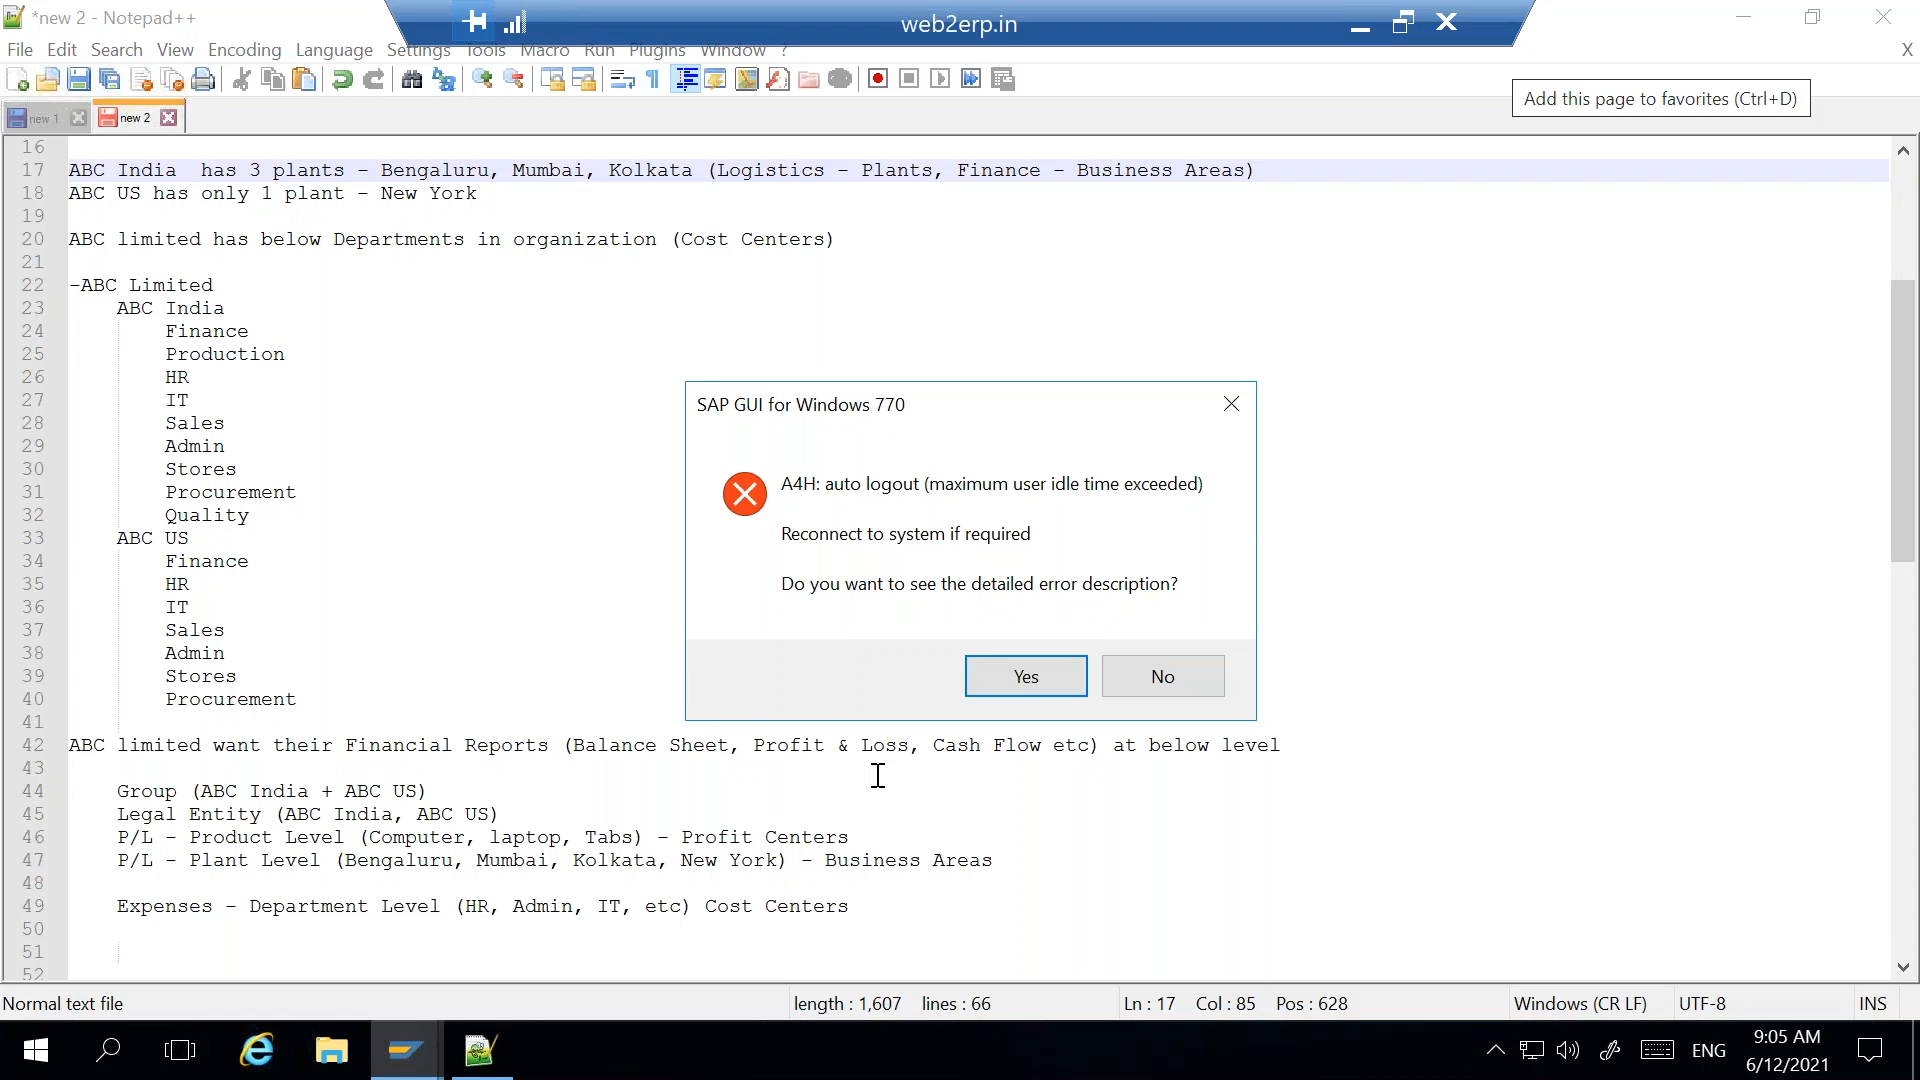 *new 2 - Notepad++
web2erp.in
File Edit Search View Encoding Language Settings Tools Macro Run Plugins Window ?
X
Add this page to favorites (Ctrl+D)
new 1
new 2
16
17 ABC India  has 3 plants - Bengaluru, Mumbai, Kolkata (Logistics - Plants, Finance - Business Areas)
18 ABC US has only 1 plant - New York
19
20 ABC limited has below Departments in organization (Cost Centers)
21
22 -ABC Limited
23 ABC India
24 Finance
25 Production
26 HR
27 IT
28 Sales
29 Admin
30 Stores
31 Procurement
32 Quality
33 ABC US
34 Finance
35 HR
36 IT
37 Sales
38 Admin
39 Stores
40 Procurement
41
42 ABC limited want their Financial Reports (Balance Sheet, Profit & Loss, Cash Flow etc) at below level
43
44 Group (ABC India + ABC US)
45 Legal Entity (ABC India, ABC US)
46 P/L - Product Level (Computer, laptop, Tabs) - Profit Centers
47 P/L - Plant Level (Bengaluru, Mumbai, Kolkata, New York) - Business Areas
48
49 Expenses - Department Level (HR, Admin, IT, etc) Cost Centers
50
51
52
SAP GUI for Windows 770
A4H: auto logout (maximum user idle time exceeded)
Reconnect to system if required
Do you want to see the detailed error description?
Yes No
Normal text file length : 1,607 lines : 66 Ln : 17 Col : 85 Pos : 628 Windows (CR LF) UTF-8 INS
ENG
9:05 AM
6/12/2021